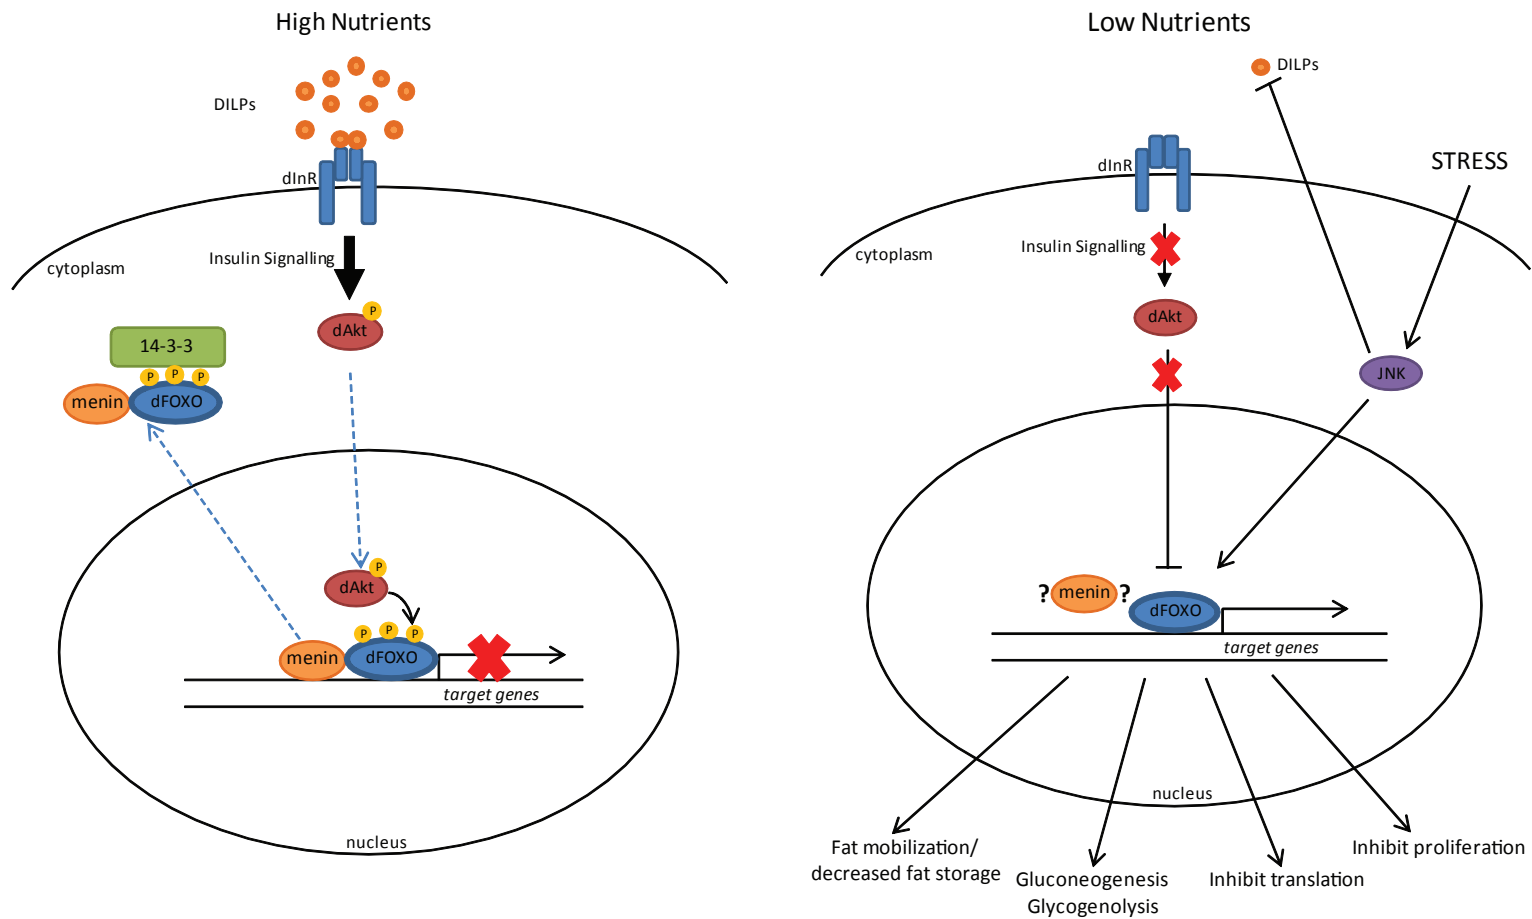 High Nutrients
DILPs
dInR
Insulin Signalling
cytoplasm
P
dAkt
14-3-3
P P P
menin dFOXO
P
dAkt
P P P
menin dFOXO
target genes
nucleus
Low Nutrients
DILPs
dInR
STRESS
Insulin Signalling
cytoplasm
dAkt
JNK
? menin ?
dFOXO
target genes
nucleus
Fat mobilization/
decreased fat storage
Gluconeogenesis
Glycogenolysis
Inhibit translation
Inhibit proliferation